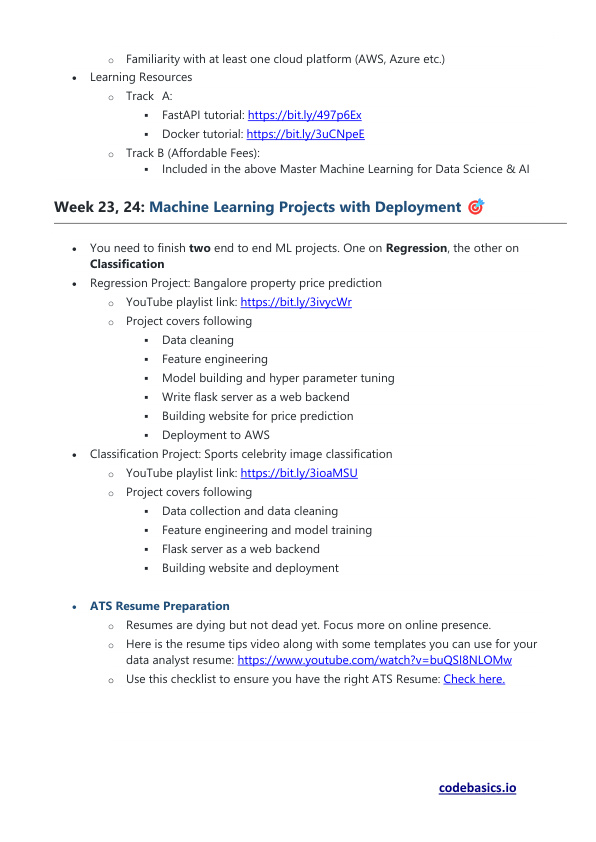 o Familiarity with at least one cloud platform (AWS, Azure etc.)
• Learning Resources
o Track A:
▪ FastAPI tutorial: https://bit.ly/497p6Ex
▪ Docker tutorial: https://bit.ly/3uCNpeE
o Track B (Affordable Fees):
▪ Included in the above Master Machine Learning for Data Science & AI
Week 23, 24: Machine Learning Projects with Deployment 🎯
• You need to finish two end to end ML projects. One on Regression, the other on
Classification
• Regression Project: Bangalore property price prediction
o YouTube playlist link: https://bit.ly/3ivycWr
o Project covers following
▪ Data cleaning
▪ Feature engineering
▪ Model building and hyper parameter tuning
▪ Write flask server as a web backend
▪ Building website for price prediction
▪ Deployment to AWS
• Classification Project: Sports celebrity image classification
o YouTube playlist link: https://bit.ly/3ioaMSU
o Project covers following
▪ Data collection and data cleaning
▪ Feature engineering and model training
▪ Flask server as a web backend
▪ Building website and deployment
• ATS Resume Preparation
o Resumes are dying but not dead yet. Focus more on online presence.
o Here is the resume tips video along with some templates you can use for your
data analyst resume: https://www.youtube.com/watch?v=buQSI8NLOMw
o Use this checklist to ensure you have the right ATS Resume: Check here.
codebasics.io